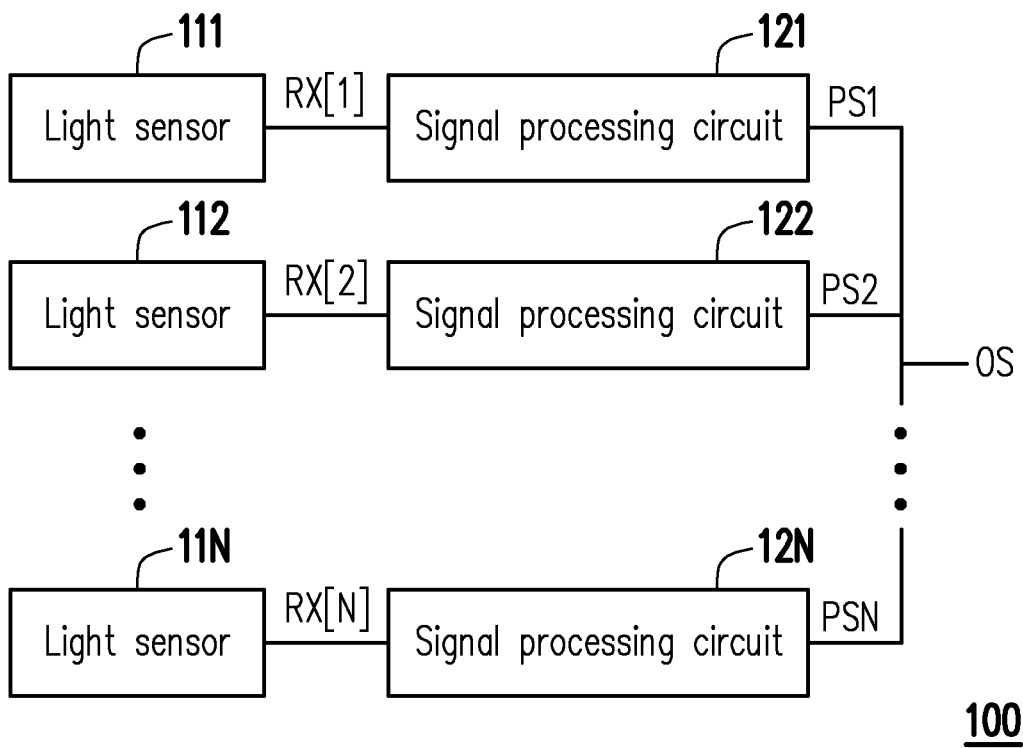 111
121
Light sensor
RX[1]
Signal processing circuit
PS1
112
122
Light sensor
RX[2]
Signal processing circuit
PS2
OS
11N
12N
Light sensor
RX[N]
Signal processing circuit
PSN
100